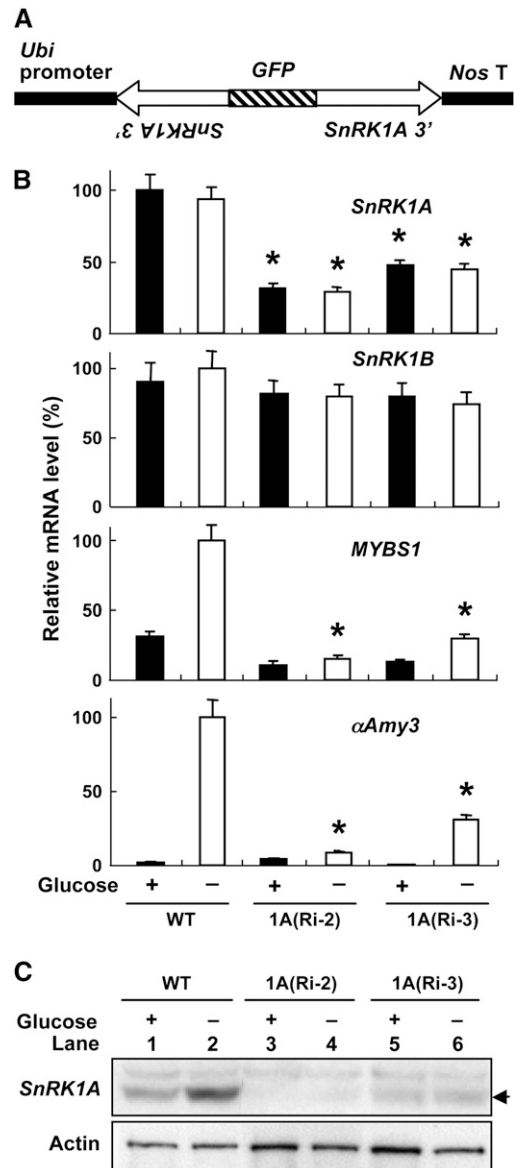 A
Ubi
promoter
GFP
Nos T
SnRK1A 3'
SnRK1A 3'
B
Relative mRNA level (%)
SnRK1A
100
50
0
* * * *
SnRK1B
100
50
0
MYBS1
100
50
0
* *
αAmy3
100
50
0
* *
Glucose + − + − + −
WT 1A(Ri-2) 1A(Ri-3)
C
WT 1A(Ri-2) 1A(Ri-3)
Glucose + − + − + −
Lane 1 2 3 4 5 6
SnRK1A
Actin